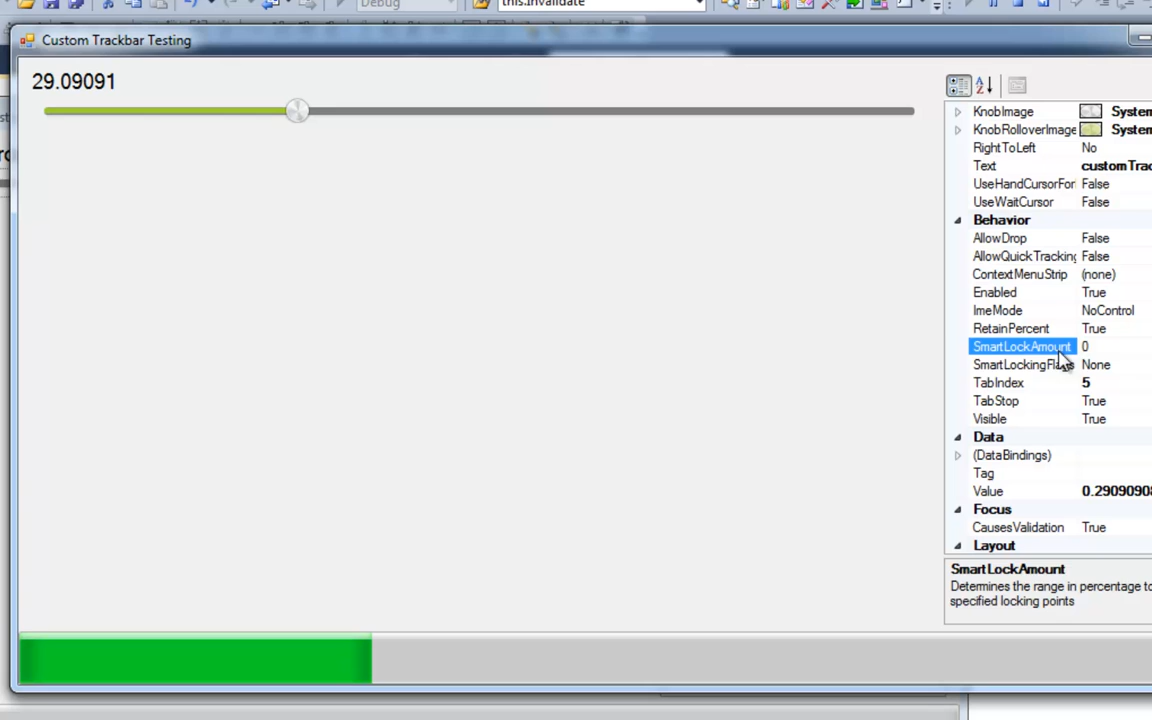 Debug
this.Invalidate
Custom Trackbar Testing
29.09091
KnobImage System
KnobRolloverImage System
RightToLeft No
Text customTrac
UseHandCursorFor False
UseWaitCursor False
Behavior
AllowDrop False
AllowQuickTracking False
ContextMenuStrip (none)
Enabled True
ImeMode NoControl
RetainPercent True
SmartLockAmount 0
SmartLockingFlags None
TabIndex 5
TabStop True
Visible True
Data
(DataBindings)
Tag
Value 0.2909090
Focus
CausesValidation True
Layout
SmartLockAmount
Determines the range in percentage to
specified locking points